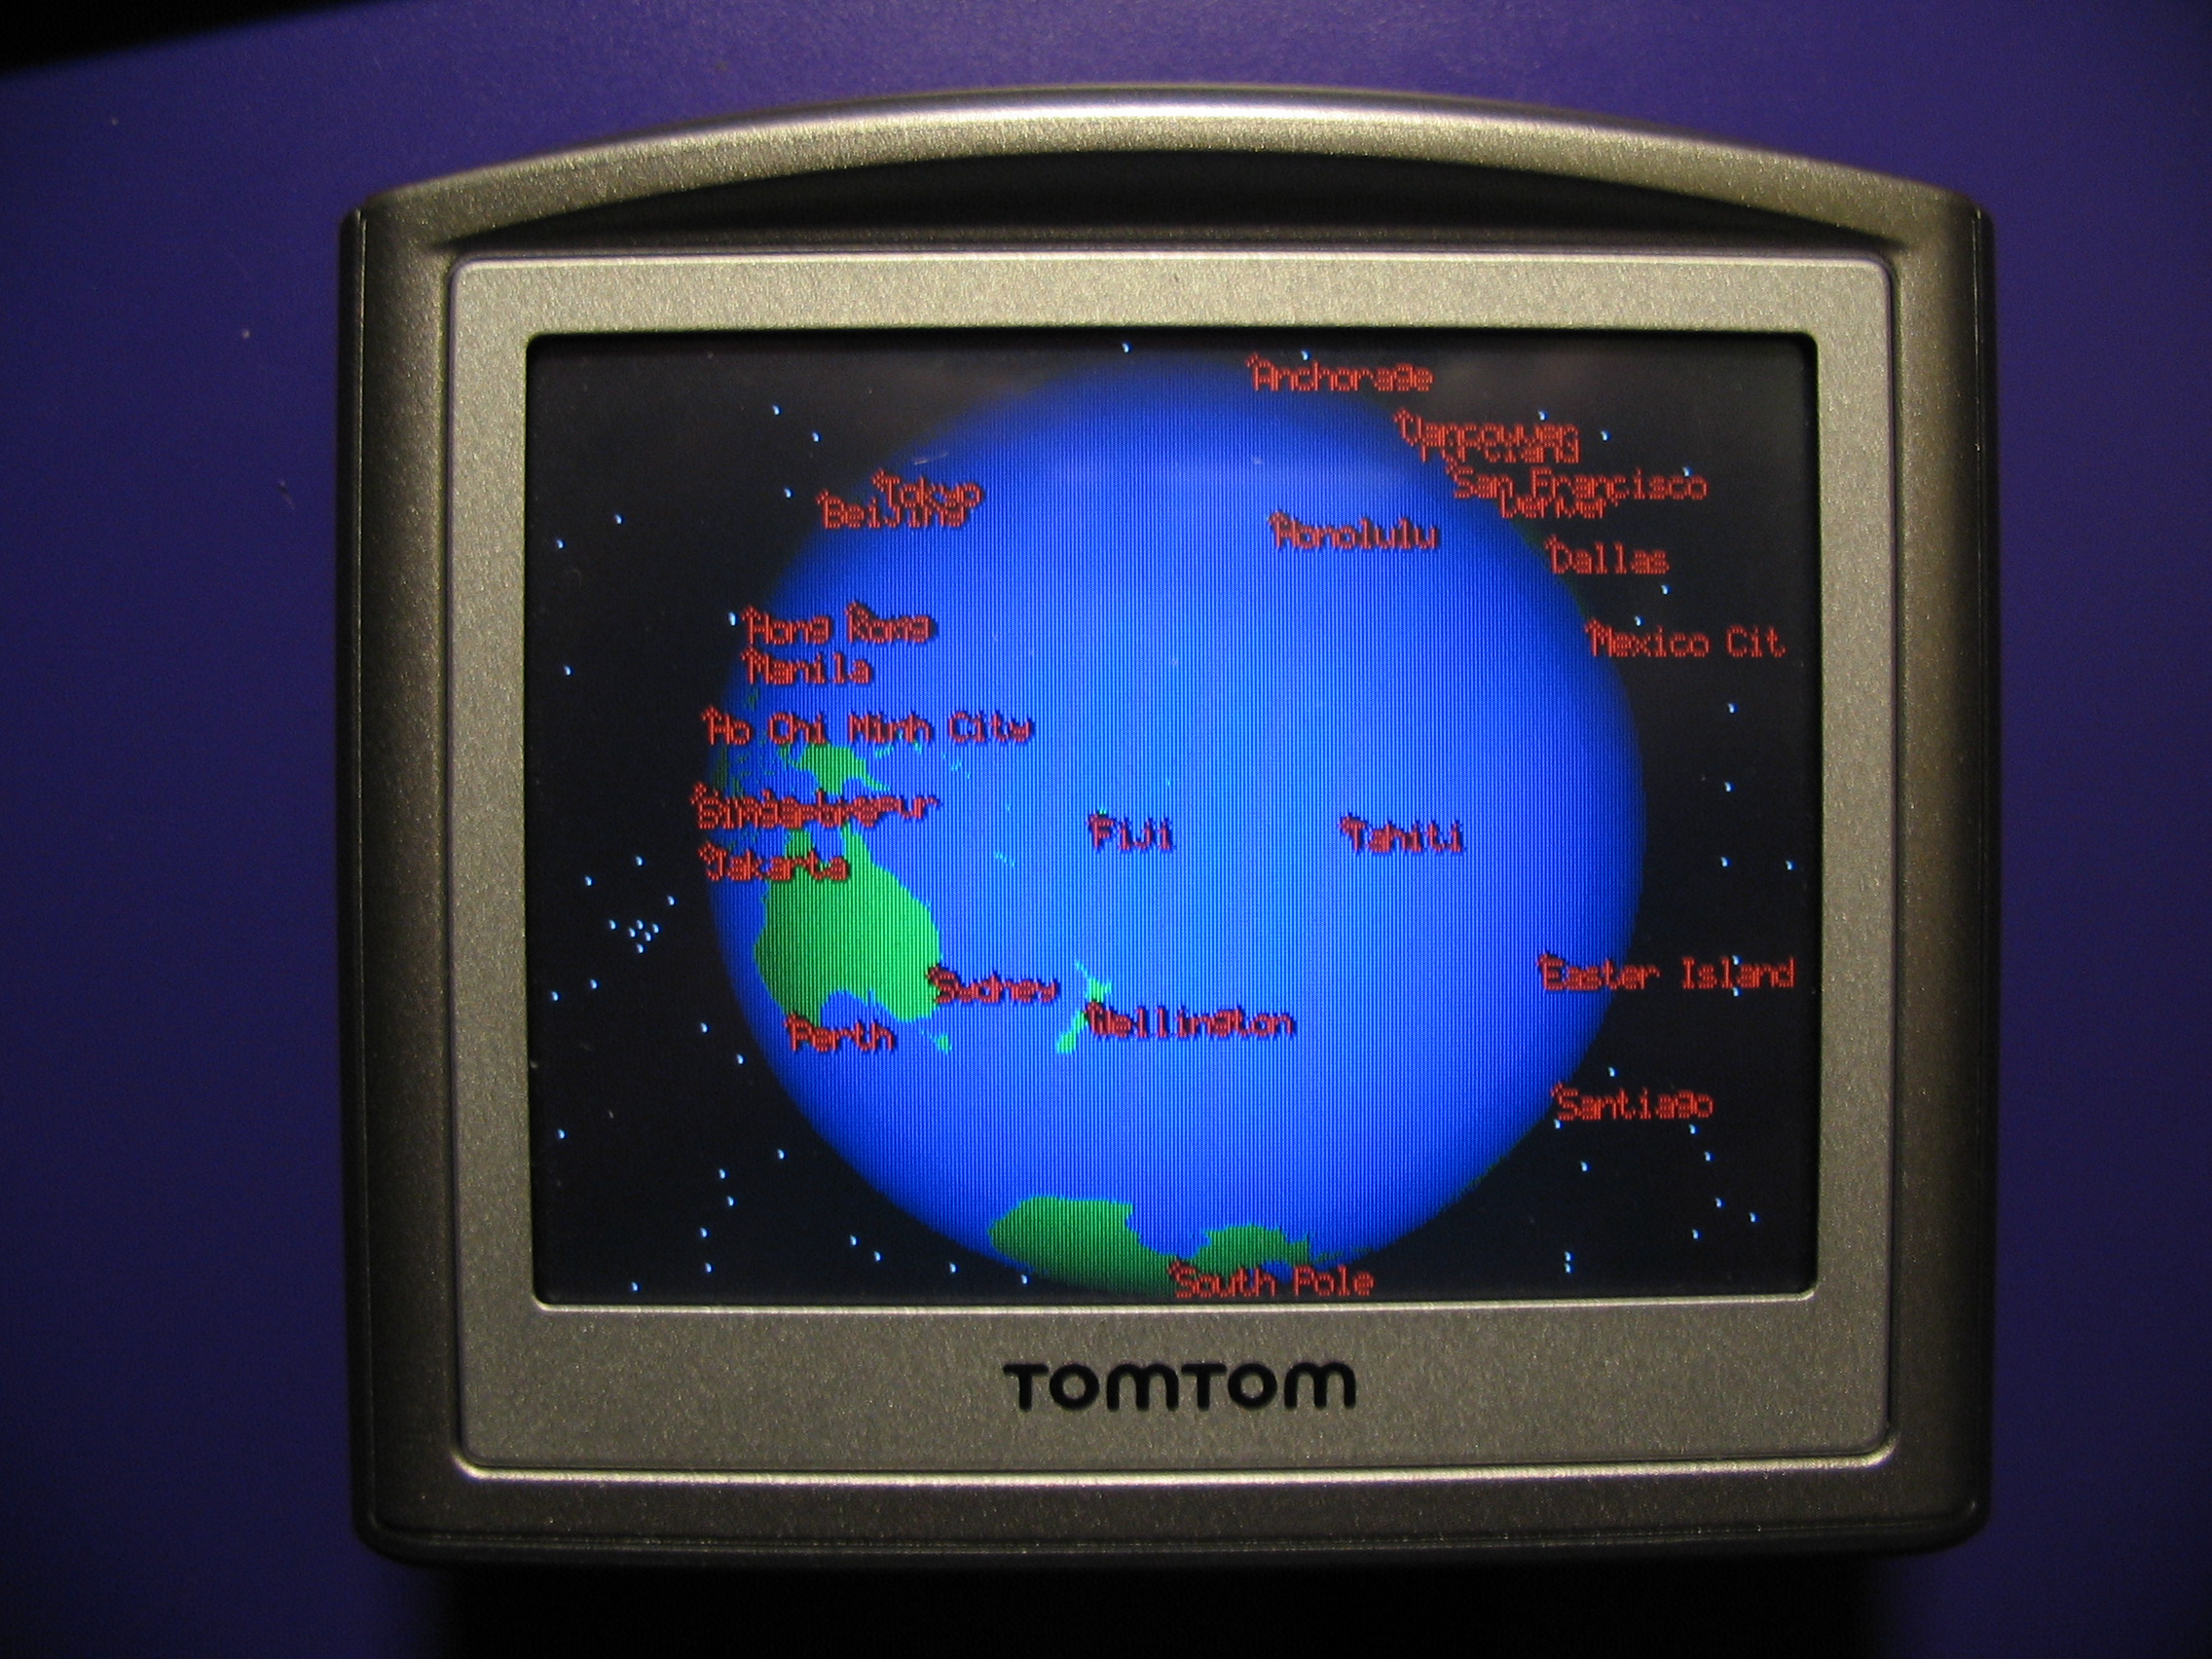 Anchorage
Vancouver
Portland
Tokyo
San Francisco
Beijing
Denver
Honolulu
Dallas
Hong Kong
Mexico Cit
Manila
Ho Chi Minh City
Fiji
Tahiti
Jakarta
Easter Island
Sydney
Wellington
Perth
Santiago
South Pole
TOMTOM